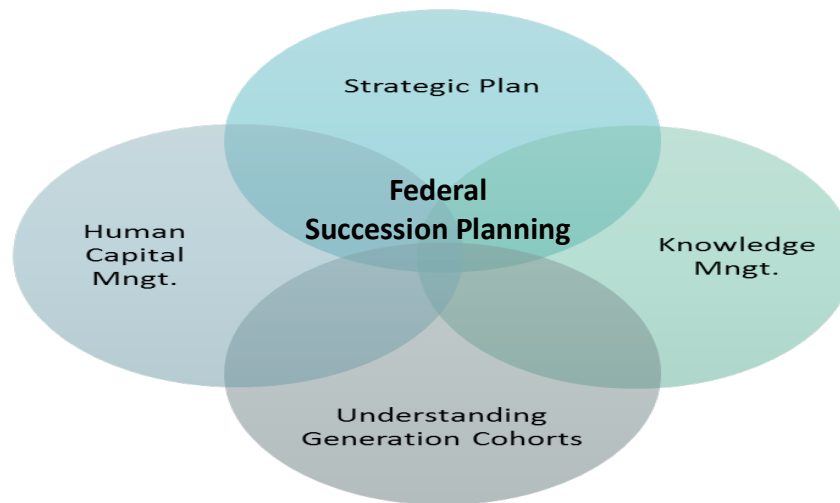 Strategic Plan
Federal
Succession Planning
Human
Capital
Mngt.
Knowledge
Mngt.
Understanding
Generation Cohorts